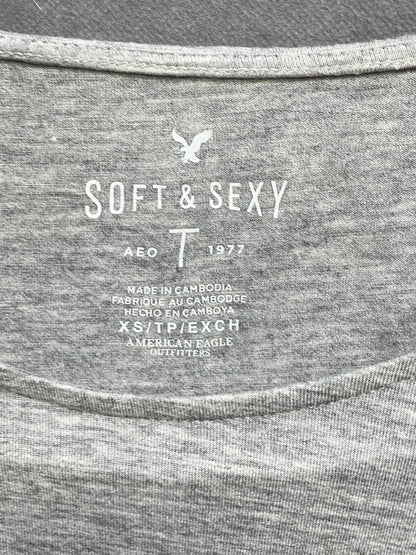 SOFT & SEXY
AEO T 1977
MADE IN CAMBODIA
FABRIQUE AU CAMBODGE
HECHO EN CAMBOYA
XS/TP/EXCH
AMERICAN EAGLE
OUTFITTERS